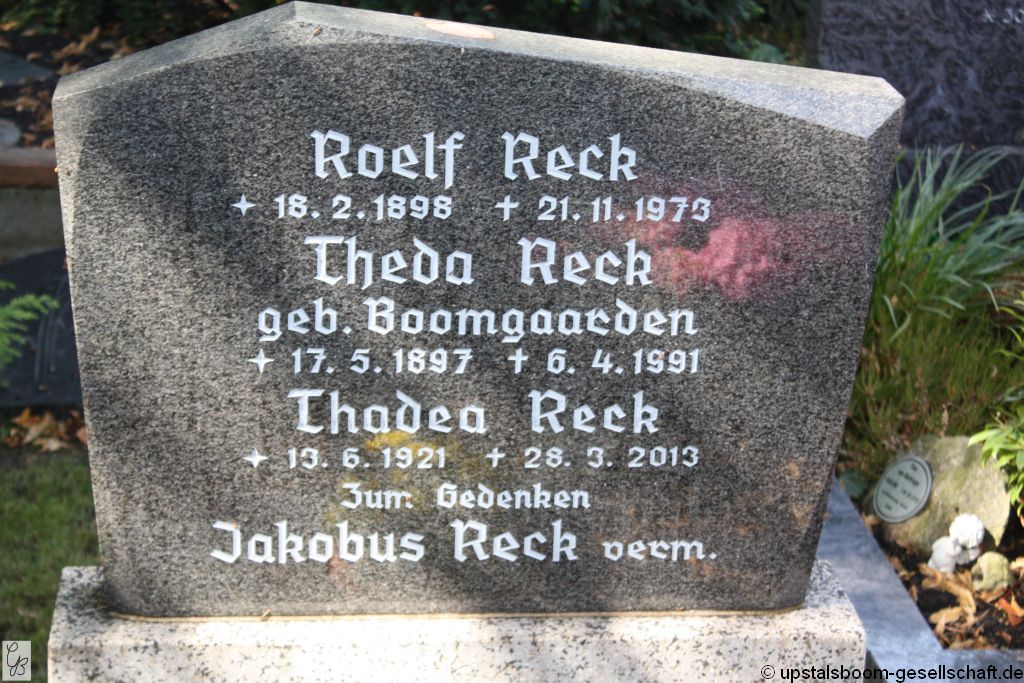 Roelf Reck
✦ 18. 2. 1898 † 21. 11. 1973
Theda Reck
geb. Boomgaarden
✦ 17. 5. 1897 † 6. 4. 1991
Thadea Reck
✦ 13. 6. 1921 † 28. 3. 2013
Zum Gedenken
Jakobus Reck verm.
© upstalsboom-gesellschaft.de